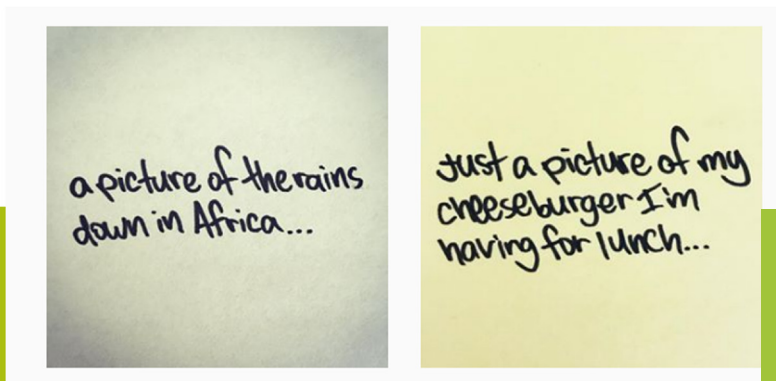 a picture of the rains
down in Africa...
Just a picture of my
cheeseburger I'm
having for lunch...